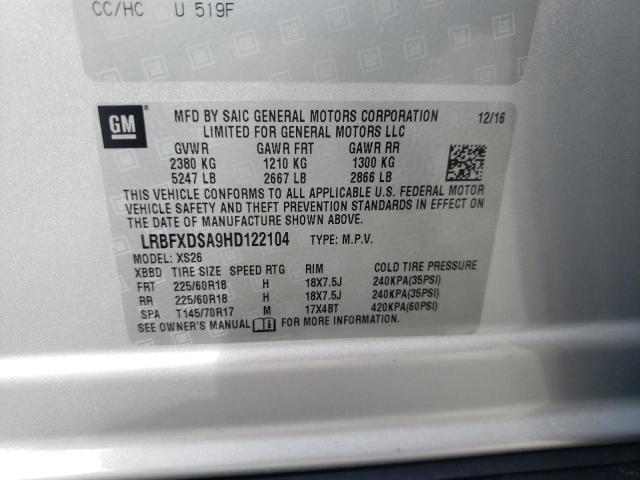 CC/HC U 519F
GM
MFD BY SAIC GENERAL MOTORS CORPORATION 12/16
LIMITED FOR GENERAL MOTORS LLC
GVWR GAWR FRT GAWR RR
2380 KG 1210 KG 1300 KG
5247 LB 2667 LB 2866 LB
THIS VEHICLE CONFORMS TO ALL APPLICABLE U.S. FEDERAL MOTOR
VEHICLE SAFETY AND THEFT PREVENTION STANDARDS IN EFFECT ON
THE DATE OF MANUFACTURE SHOWN ABOVE.
LRBFXDSA9HD122104 TYPE: M.P.V.
MODEL: XS26
XBBD TIRE SIZE SPEED RTG RIM COLD TIRE PRESSURE
FRT 225/60R18 H 18X7.5J 240KPA(35PSI)
RR 225/60R18 H 18X7.5J 240KPA(35PSI)
SPA T145/70R17 M 17X4BT 420KPA(60PSI)
SEE OWNER'S MANUAL FOR MORE INFORMATION.